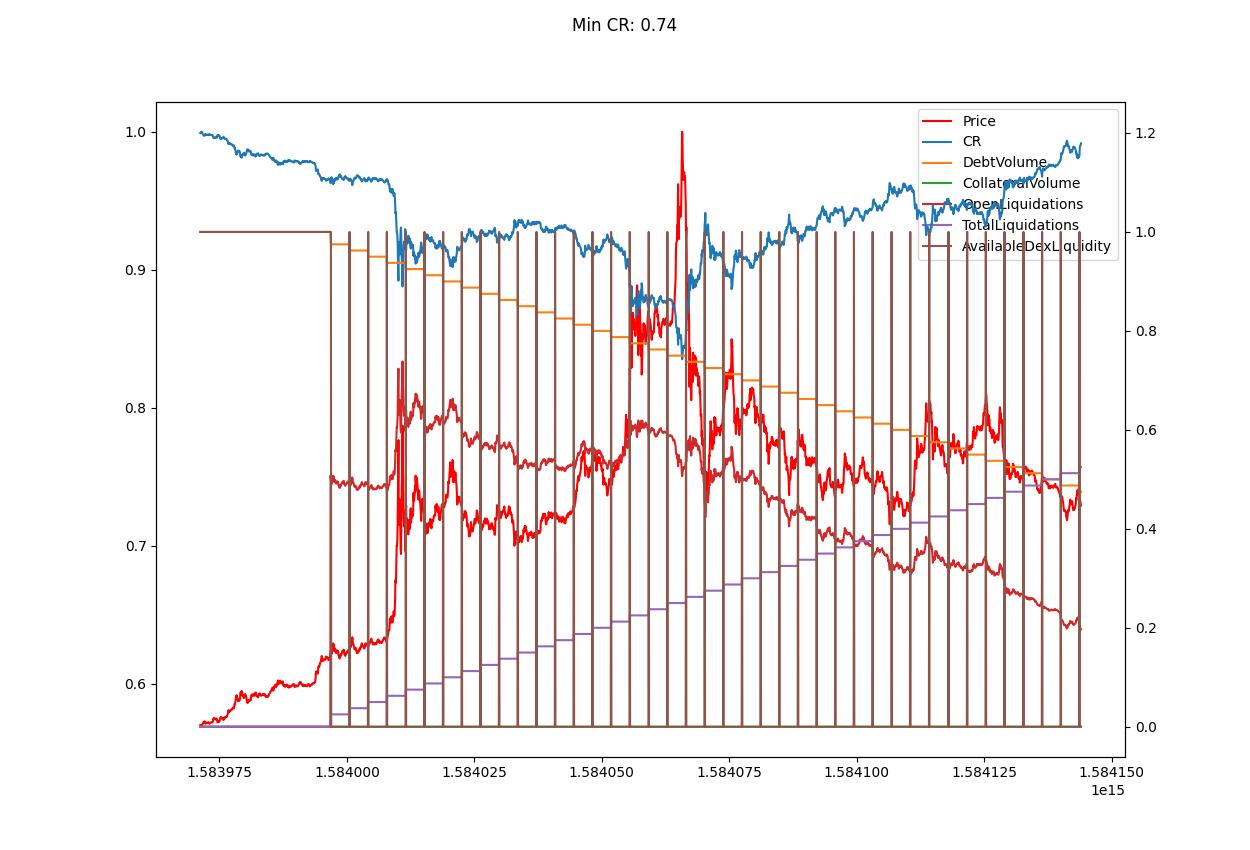 Min CR: 0.74
1.0
0.9
0.8
0.7
0.6
1.2
1.0
0.8
0.6
0.4
0.2
0.0
Price
CR
DebtVolume
CollateralVolume
OpenLiquidations
TotalLiquidations
AvailableDexLiquidity
1.583975 1.584000 1.584025 1.584050 1.584075 1.584100 1.584125 1.584150
1e15